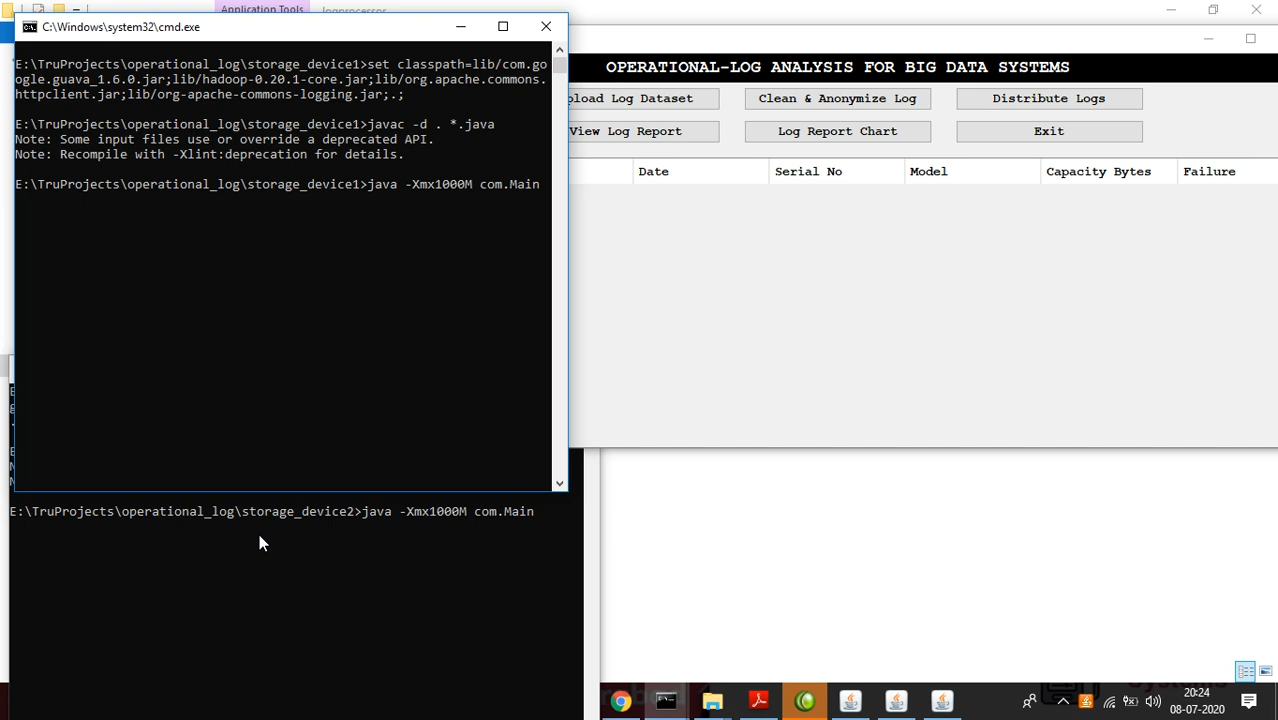 Application Tools
logprocessor
C:\Windows\system32\cmd.exe
E:\TruProjects\operational_log\storage_device1>set classpath=lib/com.go
ogle.guava_1.6.0.jar;lib/hadoop-0.20.1-core.jar;lib/org.apache.commons.
httpclient.jar;lib/org-apache-commons-logging.jar;.;
E:\TruProjects\operational_log\storage_device1>javac -d . *.java
Note: Some input files use or override a deprecated API.
Note: Recompile with -Xlint:deprecation for details.
E:\TruProjects\operational_log\storage_device1>java -Xmx1000M com.Main
OPERATIONAL-LOG ANALYSIS FOR BIG DATA SYSTEMS
pload Log Dataset
Clean & Anonymize Log
Distribute Logs
View Log Report
Log Report Chart
Exit
Date
Serial No
Model
Capacity Bytes
Failure
E:\TruProjects\operational_log\storage_device2>java -Xmx1000M com.Main
20:24
08-07-2020